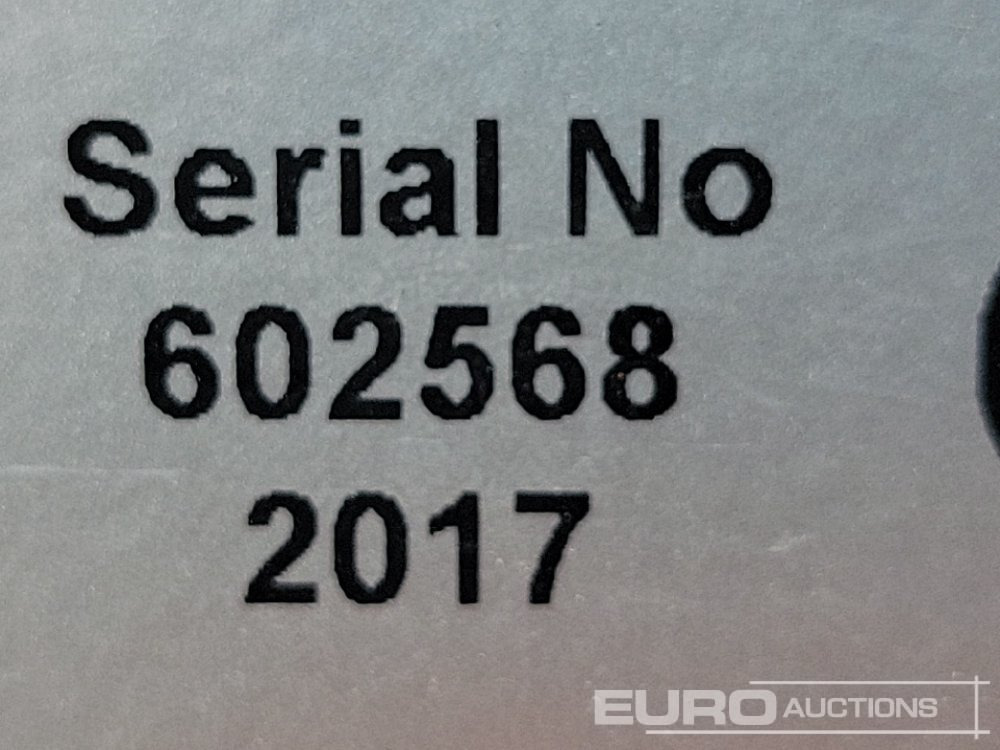 Serial No
602568
2017
EURO AUCTIONS